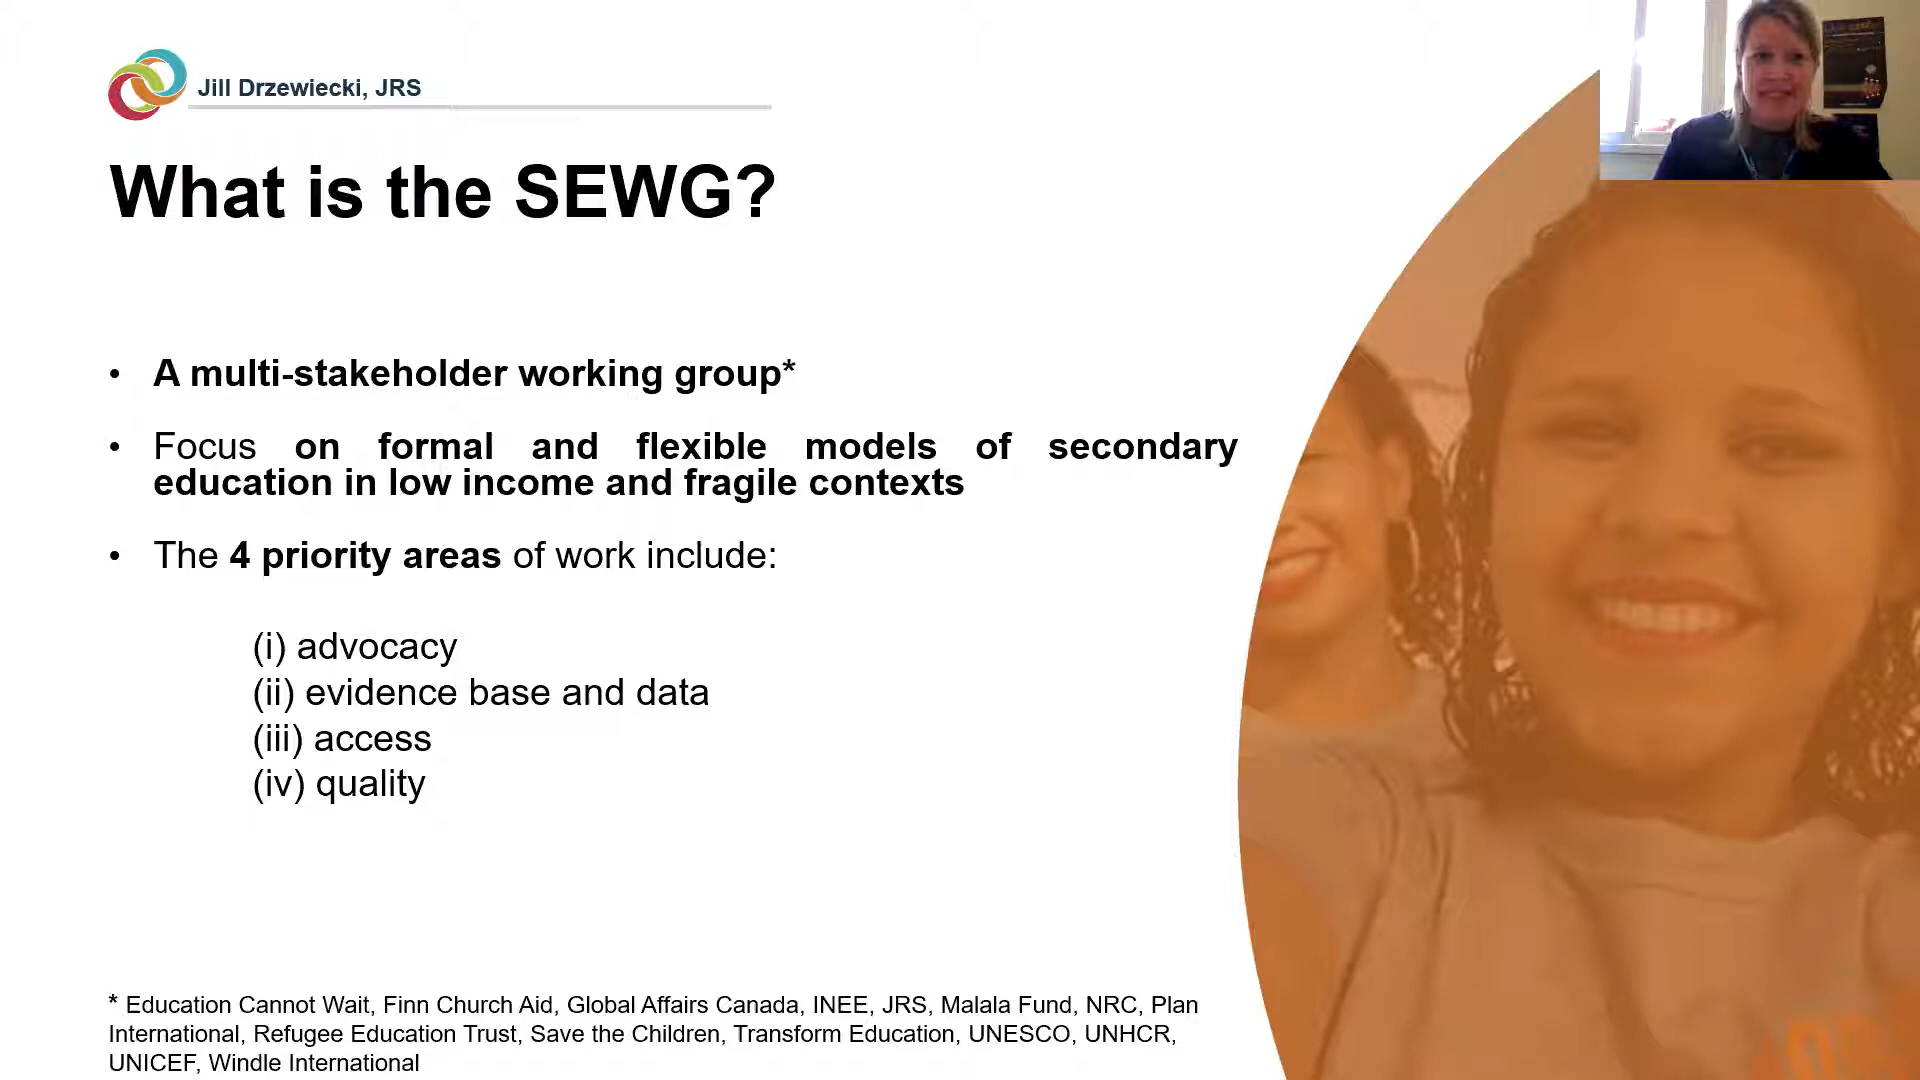 Jill Drzewiecki, JRS
What is the SEWG?
• A multi-stakeholder working group*
• Focus on formal and flexible models of secondary
education in low income and fragile contexts
• The 4 priority areas of work include:
(i) advocacy
(ii) evidence base and data
(iii) access
(iv) quality
* Education Cannot Wait, Finn Church Aid, Global Affairs Canada, INEE, JRS, Malala Fund, NRC, Plan
International, Refugee Education Trust, Save the Children, Transform Education, UNESCO, UNHCR,
UNICEF, Windle International